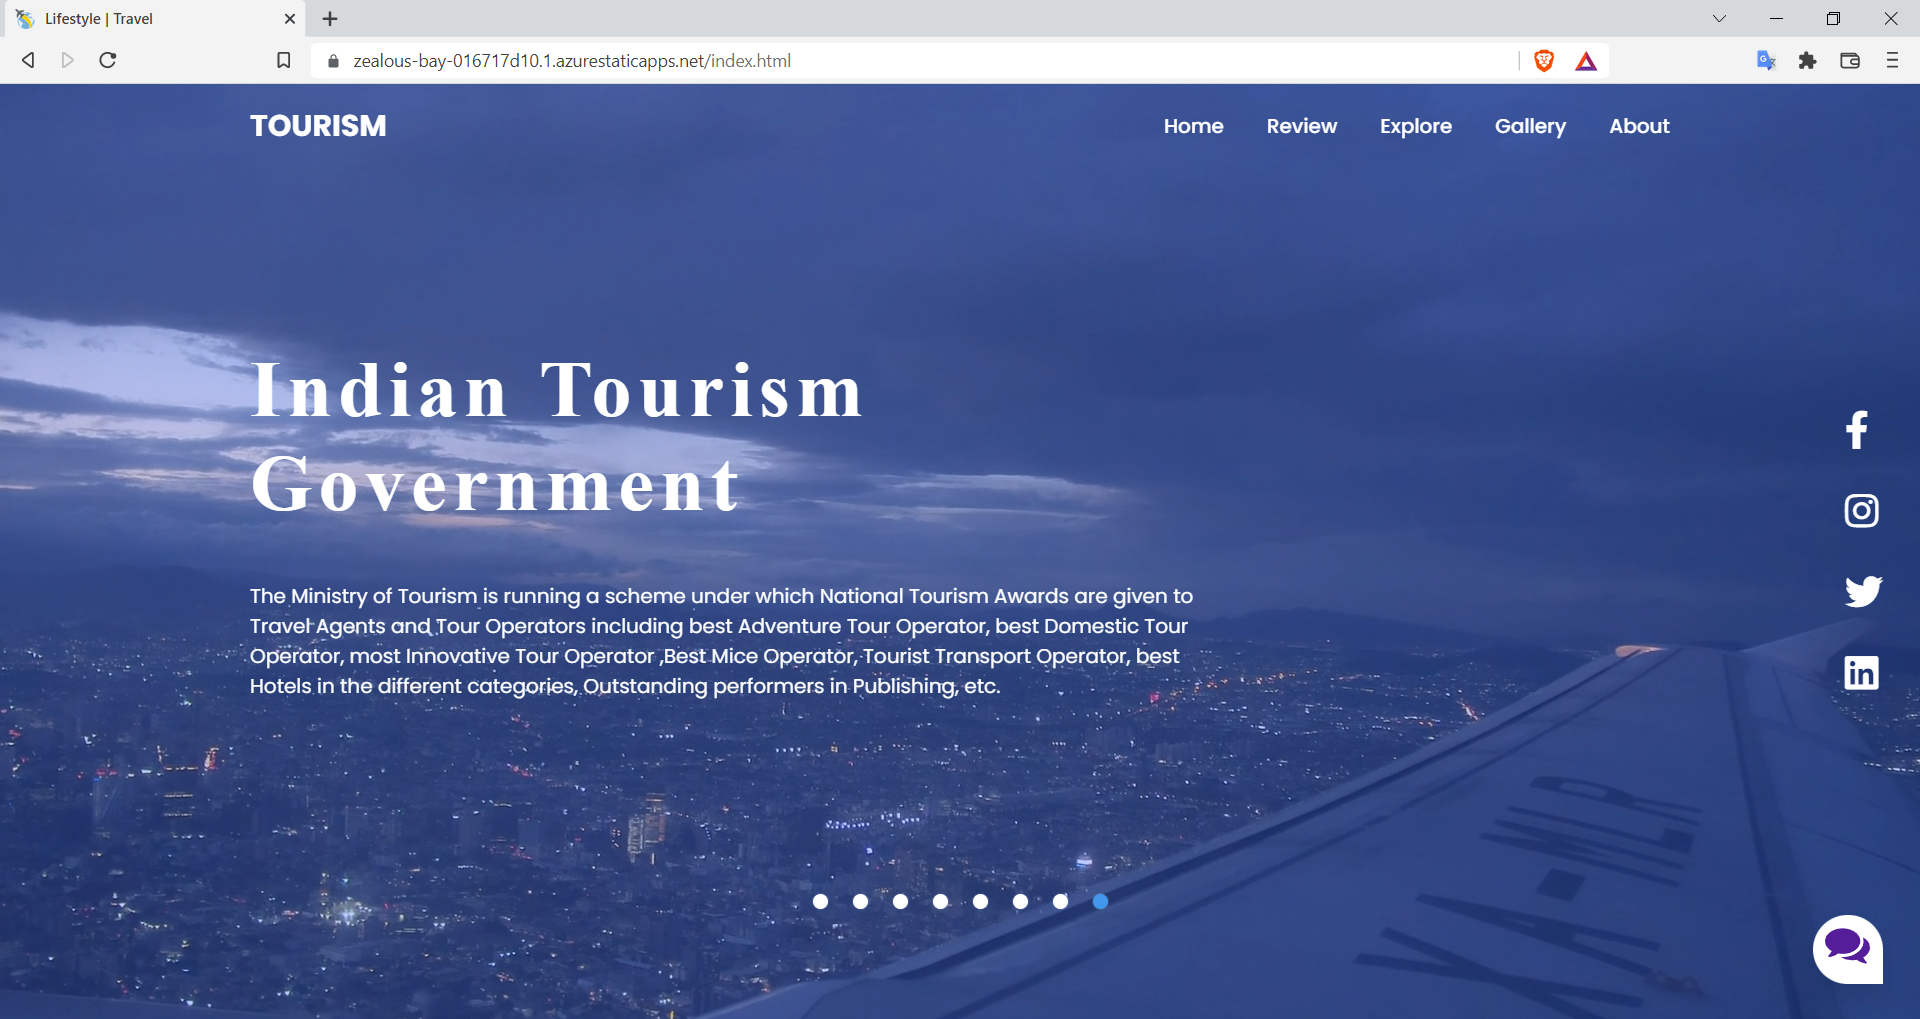 Lifestyle | Travel
zealous-bay-016717d10.1.azurestaticapps.net/index.html
TOURISM
Home Review Explore Gallery About
Indian Tourism
Government
The Ministry of Tourism is running a scheme under which National Tourism Awards are given to
Travel Agents and Tour Operators including best Adventure Tour Operator, best Domestic Tour
Operator, most Innovative Tour Operator ,Best Mice Operator, Tourist Transport Operator, best
Hotels in the different categories, Outstanding performers in Publishing, etc.
XA-MLR